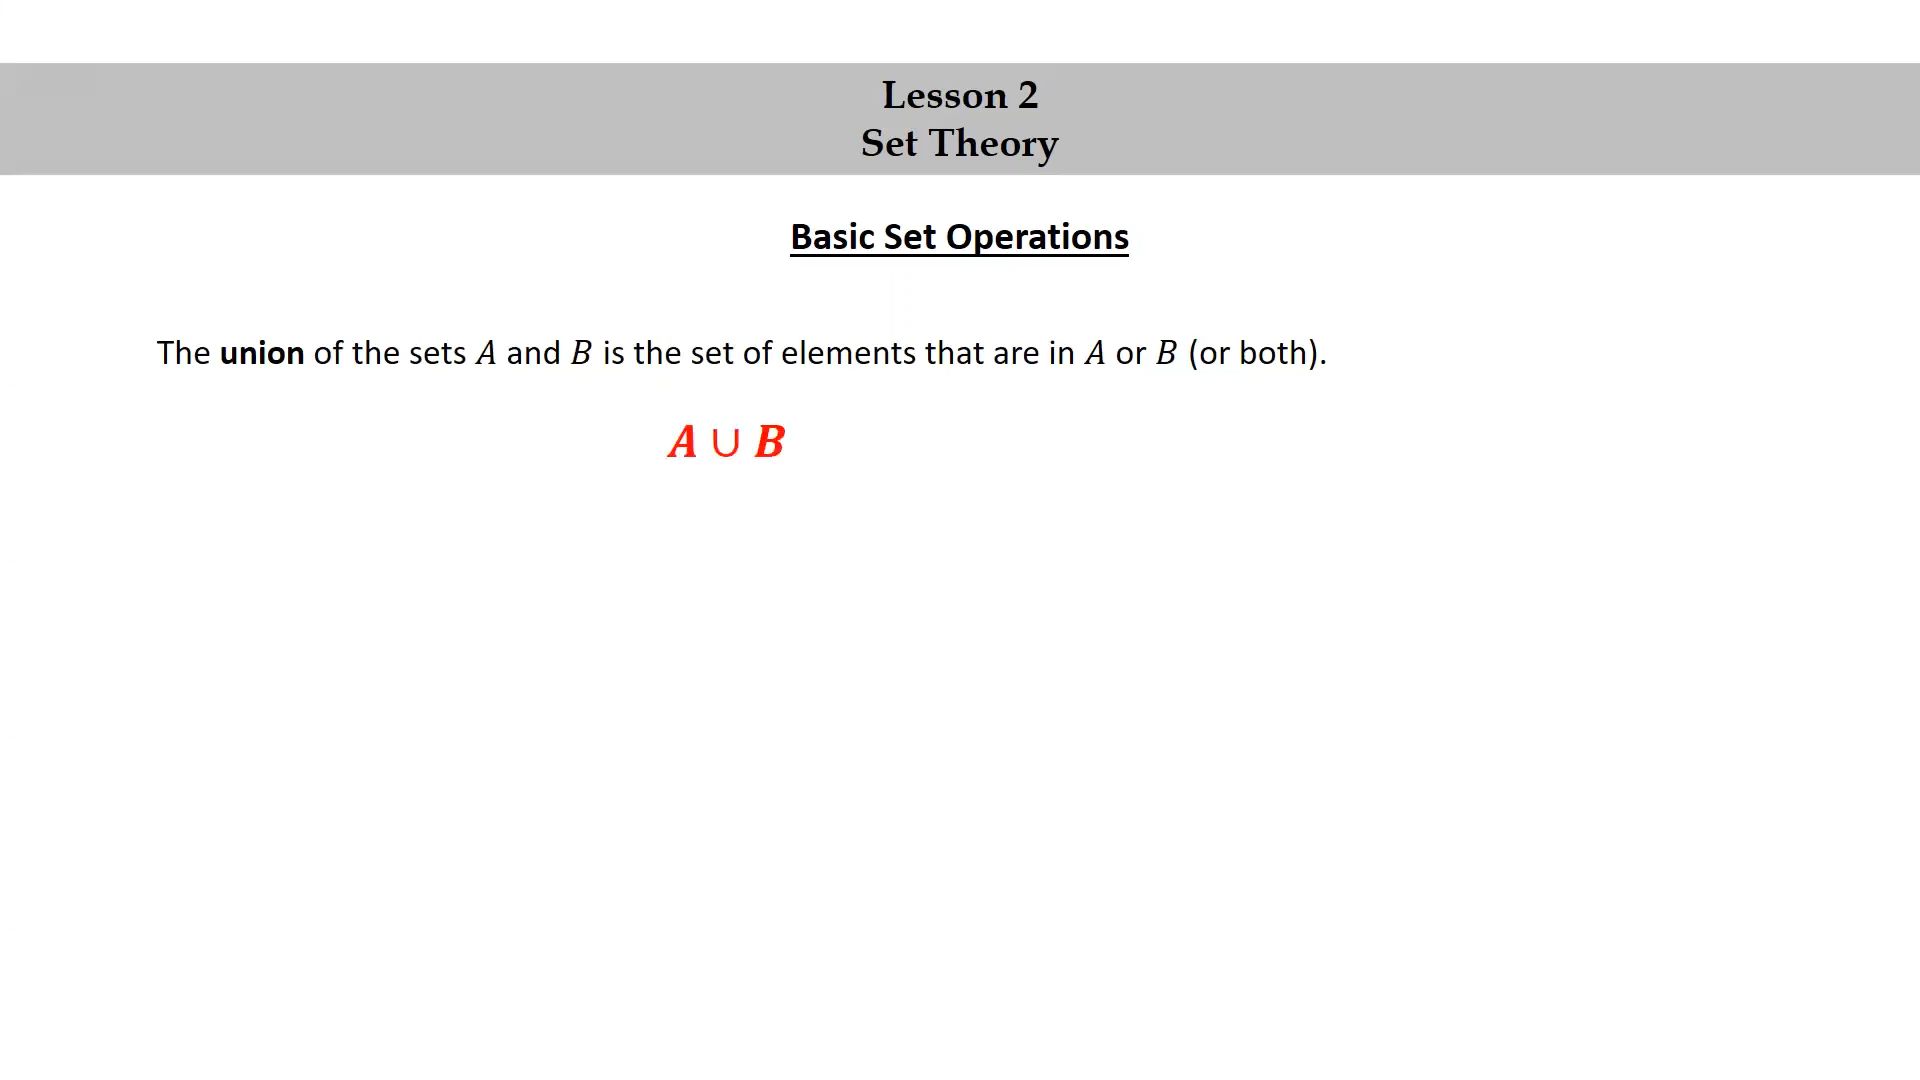 Lesson 2
Set Theory
Basic Set Operations
The union of the sets A and B is the set of elements that are in A or B (or both).
A ∪ B